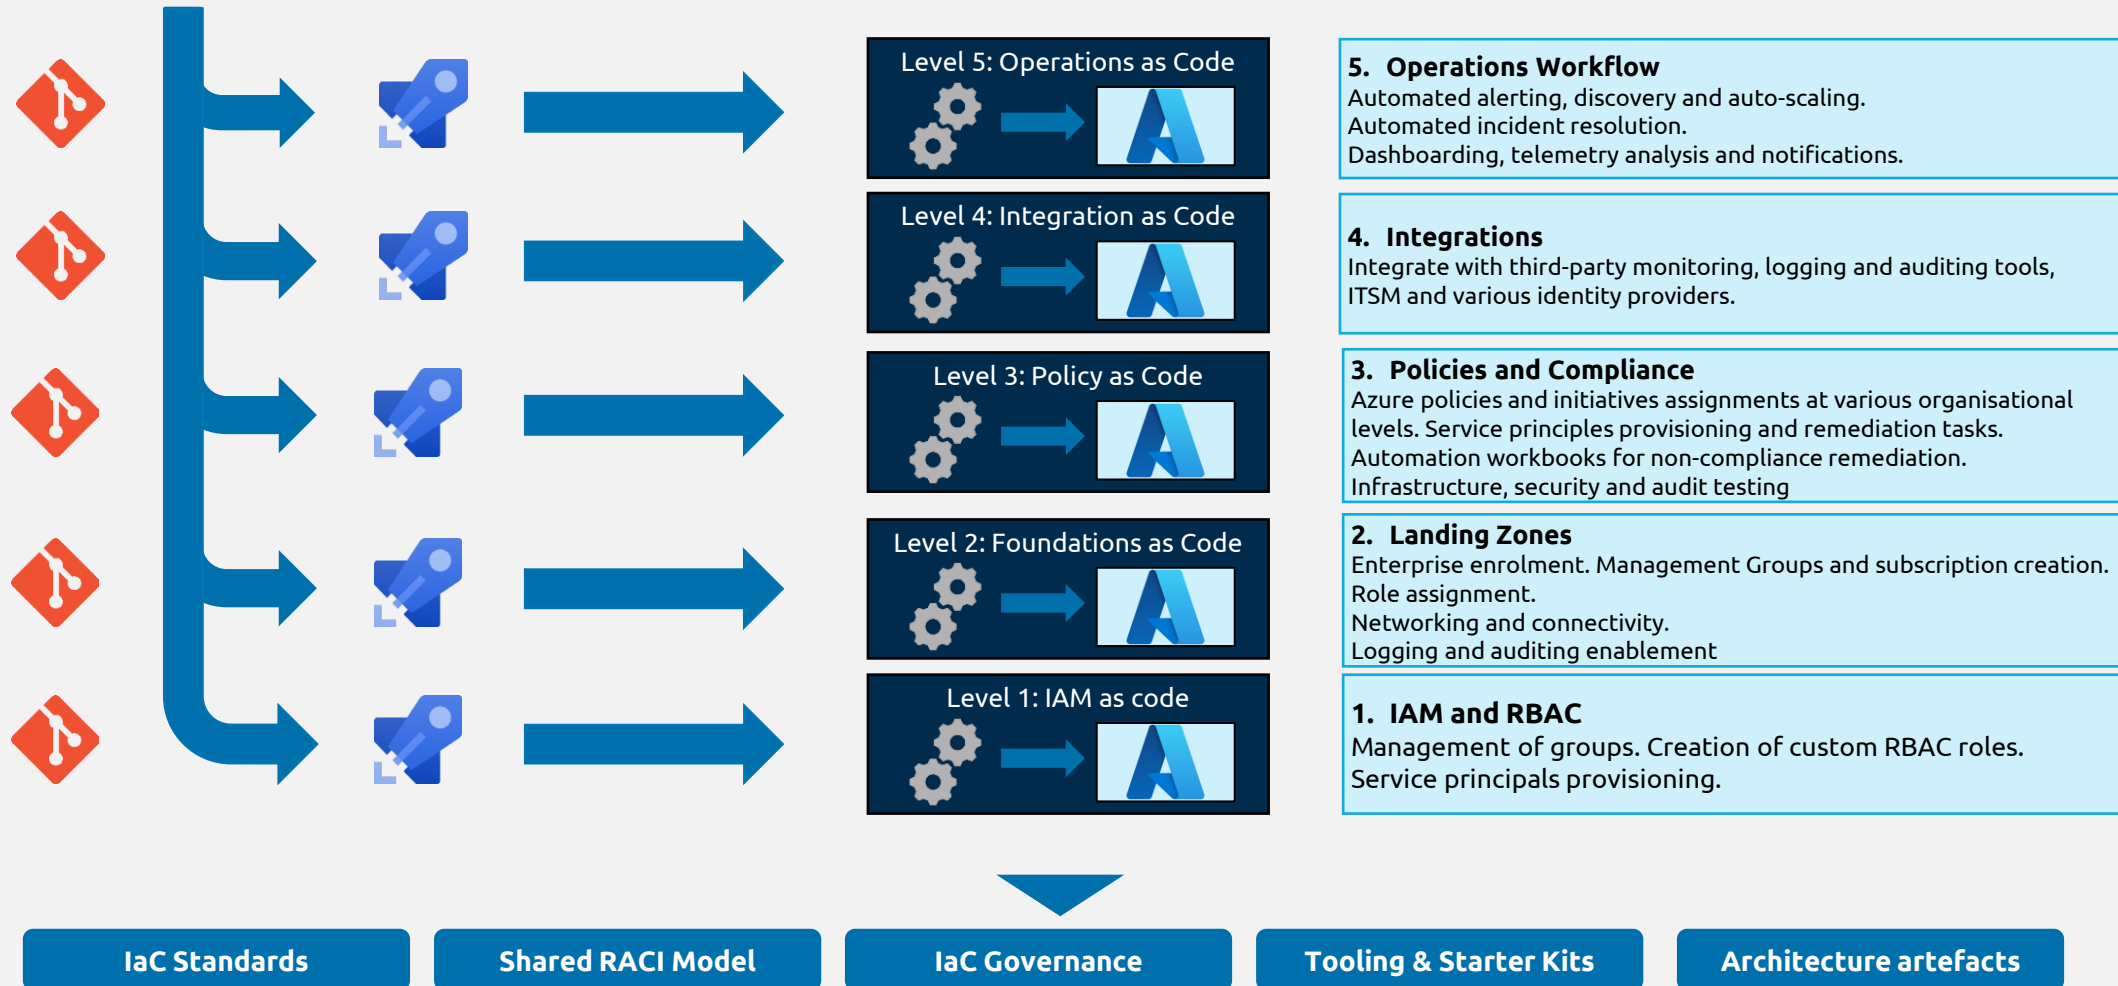 Level 5: Operations as Code
5. Operations Workflow
Automated alerting, discovery and auto-scaling.
Automated incident resolution.
Dashboarding, telemetry analysis and notifications.
Level 4: Integration as Code
4. Integrations
Integrate with third-party monitoring, logging and auditing tools,
ITSM and various identity providers.
Level 3: Policy as Code
3. Policies and Compliance
Azure policies and initiatives assignments at various organisational
levels. Service principles provisioning and remediation tasks.
Automation workbooks for non-compliance remediation.
Infrastructure, security and audit testing
Level 2: Foundations as Code
2. Landing Zones
Enterprise enrolment. Management Groups and subscription creation.
Role assignment.
Networking and connectivity.
Logging and auditing enablement
Level 1: IAM as code
1. IAM and RBAC
Management of groups. Creation of custom RBAC roles.
Service principals provisioning.
IaC Standards
Shared RACI Model
IaC Governance
Tooling & Starter Kits
Architecture artefacts